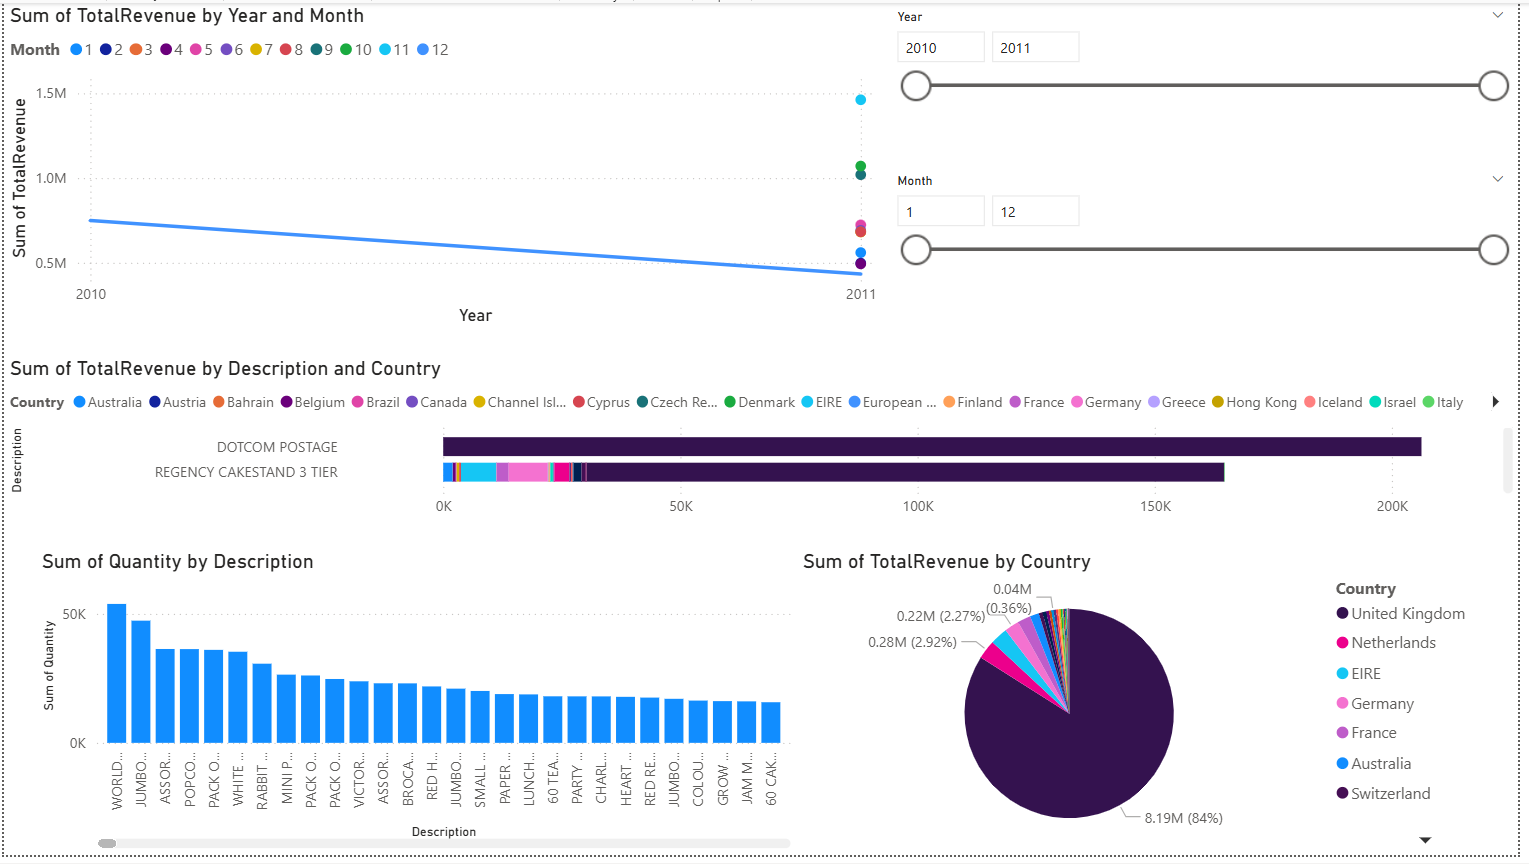 Sum of TotalRevenue by Year and Month
Month 1 2 3 4 5 6 7 8 9 10 11 12
Sum of TotalRevenue
1.5M
1.0M
0.5M
2010 2011
Year
Year
2010 2011
Month
1 12
Sum of TotalRevenue by Description and Country
Country Australia Austria Bahrain Belgium Brazil Canada Channel Isl... Cyprus Czech Re... Denmark EIRE European ... Finland France Germany Greece Hong Kong Iceland Israel Italy
Description
DOTCOM POSTAGE
REGENCY CAKESTAND 3 TIER
0K 50K 100K 150K 200K
Sum of Quantity by Description
Sum of Quantity
50K
0K
WORLD...
JUMBO...
ASSOR...
POPCO...
PACK O...
WHITE ...
RABBIT ...
MINI P...
PACK O...
PACK O...
VICTOR...
ASSOR...
BROCA...
RED H...
JUMBO...
SMALL ...
PAPER ...
LUNCH...
60 TEA...
PARTY ...
CHARL...
HEART ...
RED RE...
JUMBO...
COLOU...
GROW ...
JAM M...
60 CAK...
Description
Sum of TotalRevenue by Country
0.04M
(0.36%)
0.22M (2.27%)
0.28M (2.92%)
8.19M (84%)
Country
United Kingdom
Netherlands
EIRE
Germany
France
Australia
Switzerland